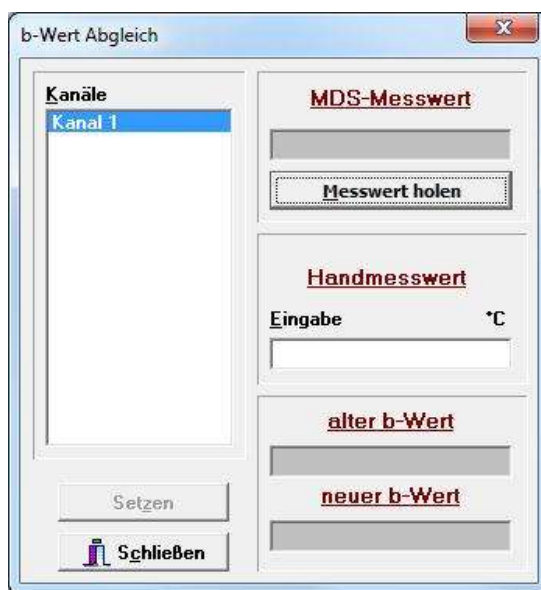 b-Wert Abgleich
Kanäle
Kanal 1
Setzen
Schließen
MDS-Messwert
Messwert holen
Handmesswert
Eingabe °C
alter b-Wert
neuer b-Wert